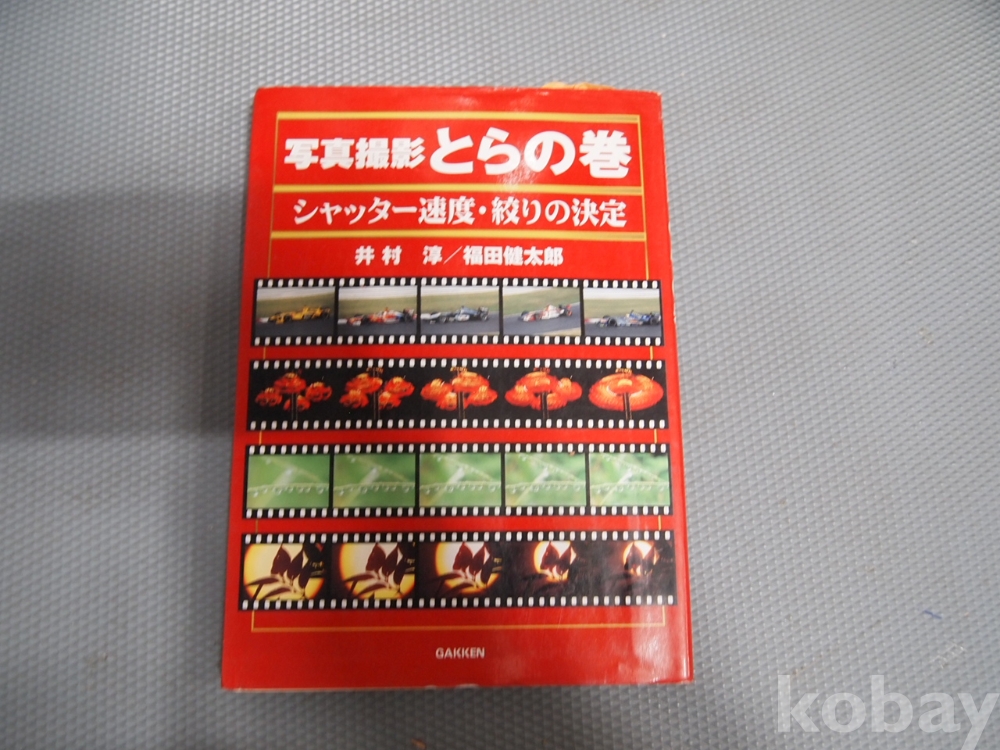 写真撮影とらの巻
シャッター速度・絞りの決定
井村 淳／福田健太郎
GAKKEN
kobay